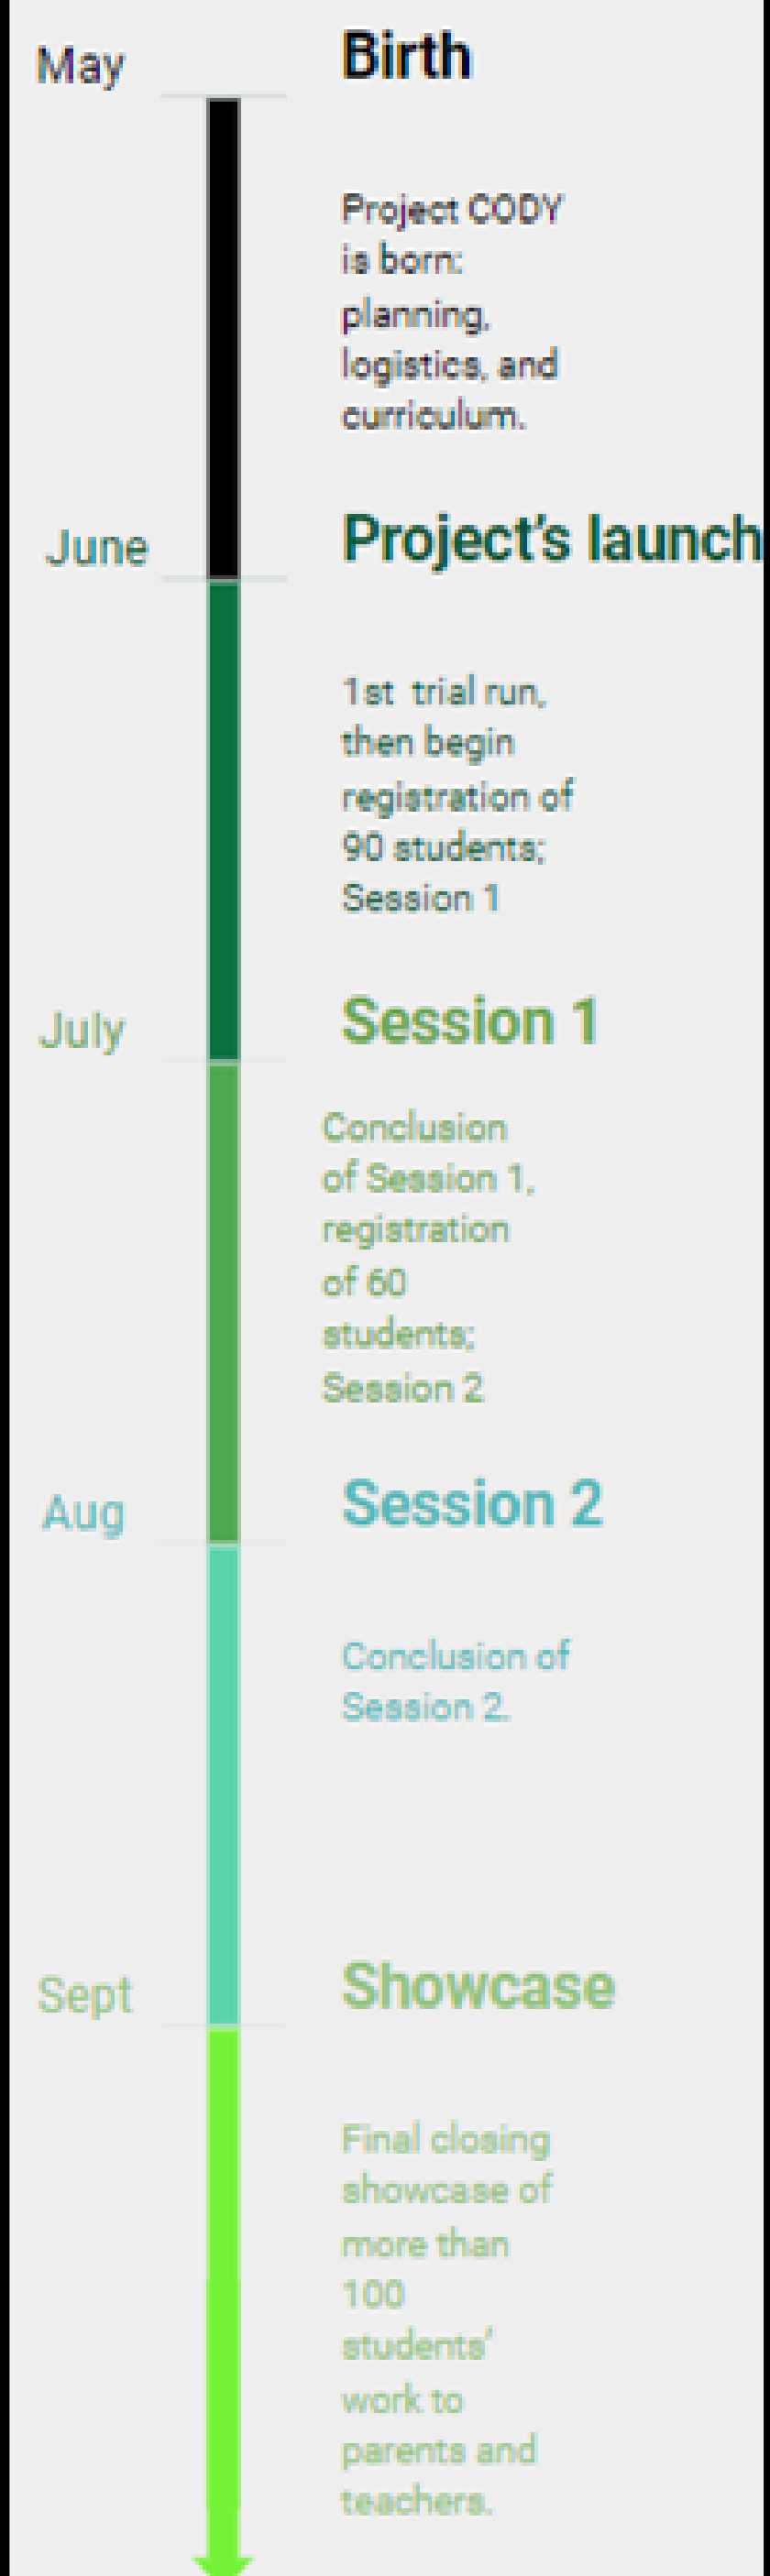 May
Birth
Project CODY
is born:
planning,
logistics, and
curriculum.
June
Project's launch
1st trial run,
then begin
registration of
90 students;
Session 1
July
Session 1
Conclusion
of Session 1,
registration
of 60
students;
Session 2
Aug
Session 2
Conclusion of
Session 2.
Sept
Showcase
Final closing
showcase of
more than
100
students'
work to
parents and
teachers.